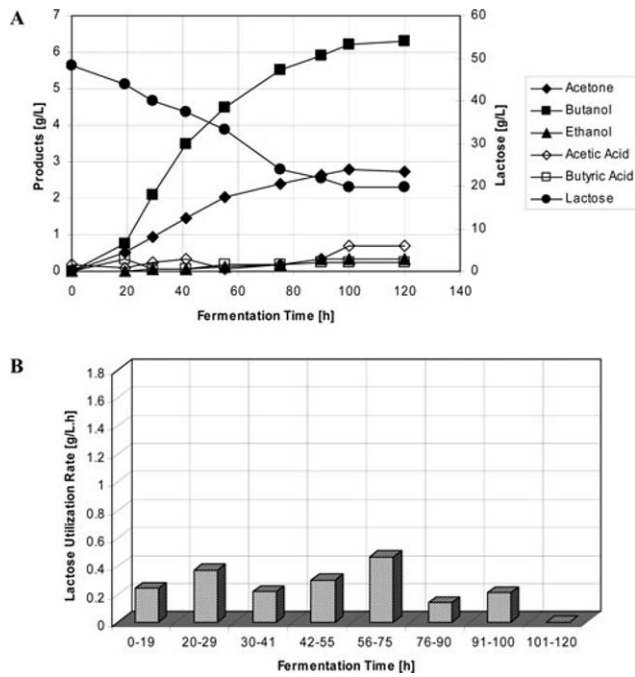 A
7
6
5
4
3
2
1
0
Products [g/L]
60
50
40
30
20
10
0
Lactose [g/L]
0 20 40 60 80 100 120 140
Fermentation Time [h]
Acetone
Butanol
Ethanol
Acetic Acid
Butyric Acid
Lactose
B
1.8
1.6
1.4
1.2
1
0.8
0.6
0.4
0.2
0
Lactose Utilization Rate [g/L.h]
0-19 20-29 30-41 42-55 56-75 76-90 91-100 101-120
Fermentation Time [h]